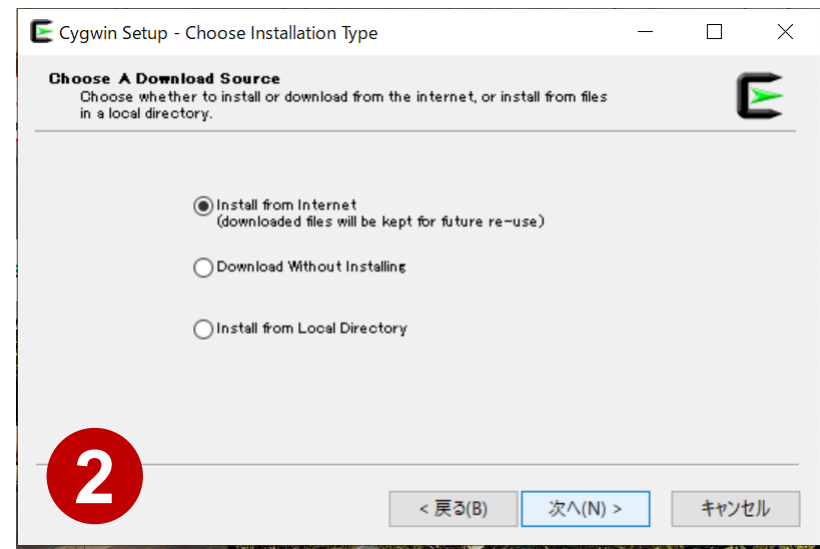 Cygwin Setup - Choose Installation Type
Choose A Download Source
Choose whether to install or download from the internet, or install from files
in a local directory.
Install from Internet
(downloaded files will be kept for future re-use)
Download Without Installing
Install from Local Directory
2
< 戻る(B)
次へ(N) >
キャンセル